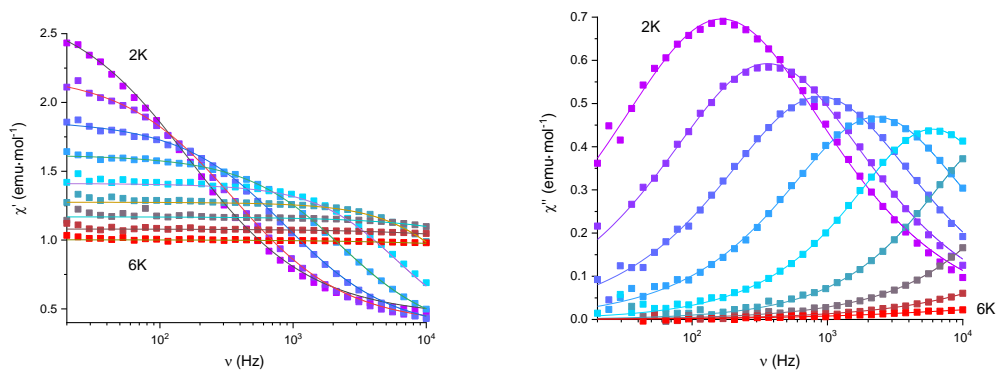 2.5
2.0
1.5
1.0
0.5
χ' (emu·mol⁻¹)
2K
6K
10²
10³
10⁴
ν (Hz)
0.7
0.6
0.5
0.4
0.3
0.2
0.1
0.0
χ'' (emu·mol⁻¹)
2K
6K
10²
10³
10⁴
ν (Hz)